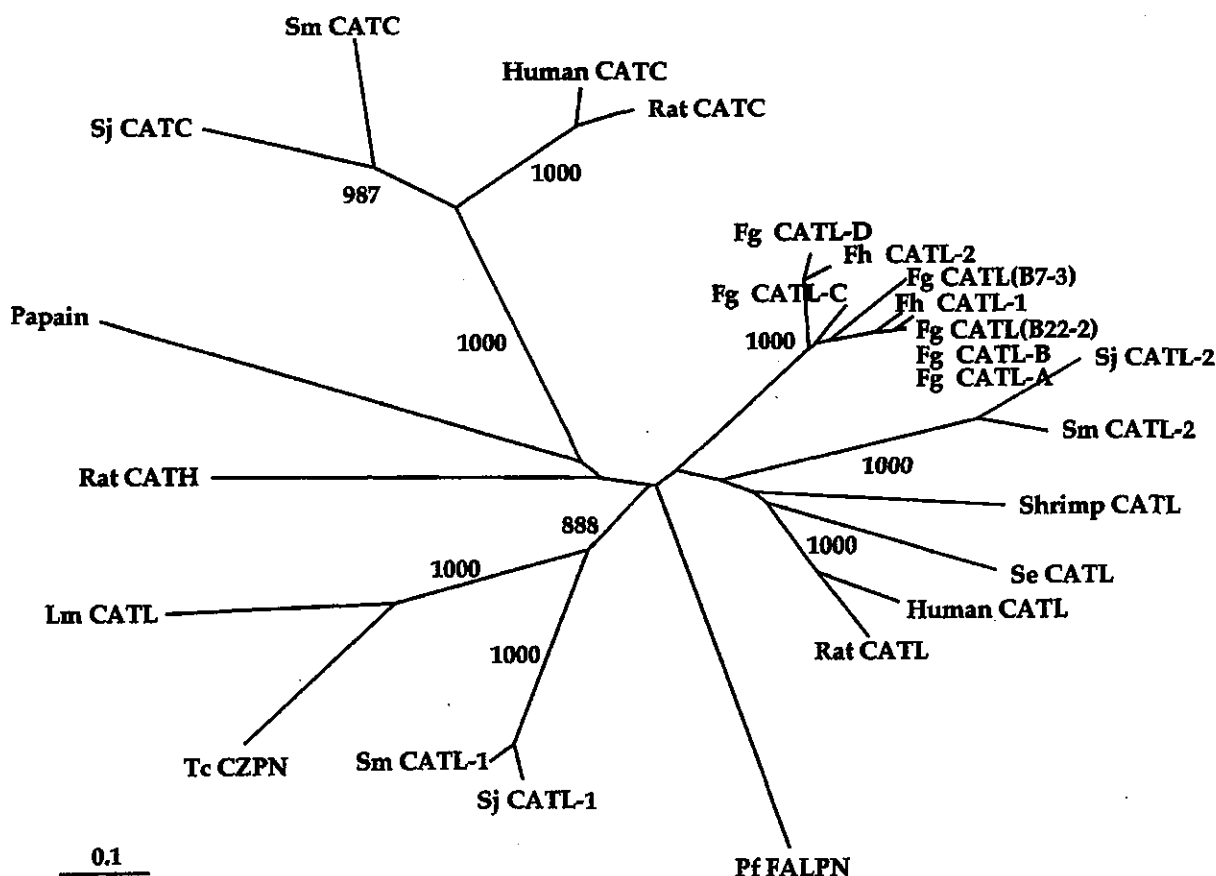 Sm CATC
Human CATC
Rat CATC
Sj CATC
1000
987
Fg CATL-D
Fh CATL-2
Fg CATL(B7-3)
Fg CATL-C
Fh CATL-1
Papain
1000
1000
Fg CATL(B22-2)
Fg CATL-B
Sj CATL-2
Fg CATL-A
Sm CATL-2
1000
Rat CATH
Shrimp CATL
888
1000
1000
Se CATL
Lm CATL
Human CATL
1000
Rat CATL
Tc CZPN
Sm CATL-1
Sj CATL-1
0.1
Pf FALPN